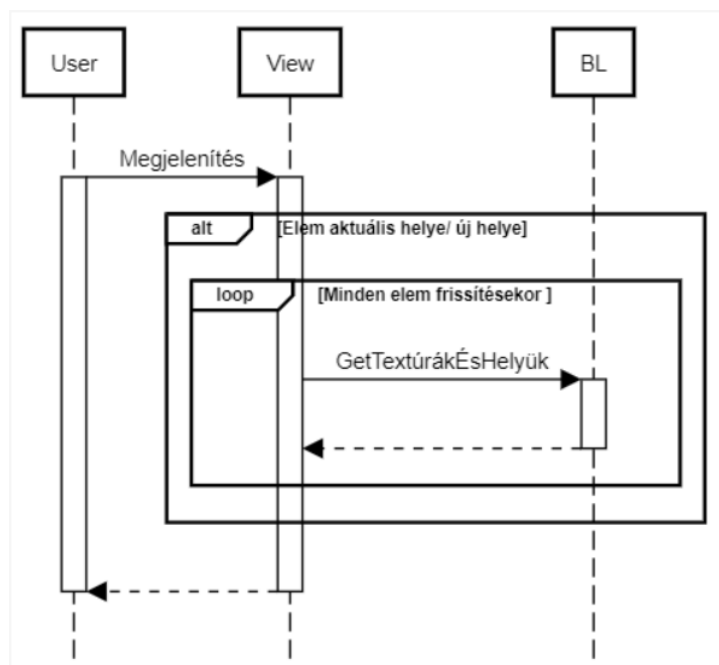 User
View
BL
Megjelenítés
alt
[Elem aktuális helye/ új helye]
loop
[Minden elem frissítésekor ]
GetTextúrákÉsHelyük